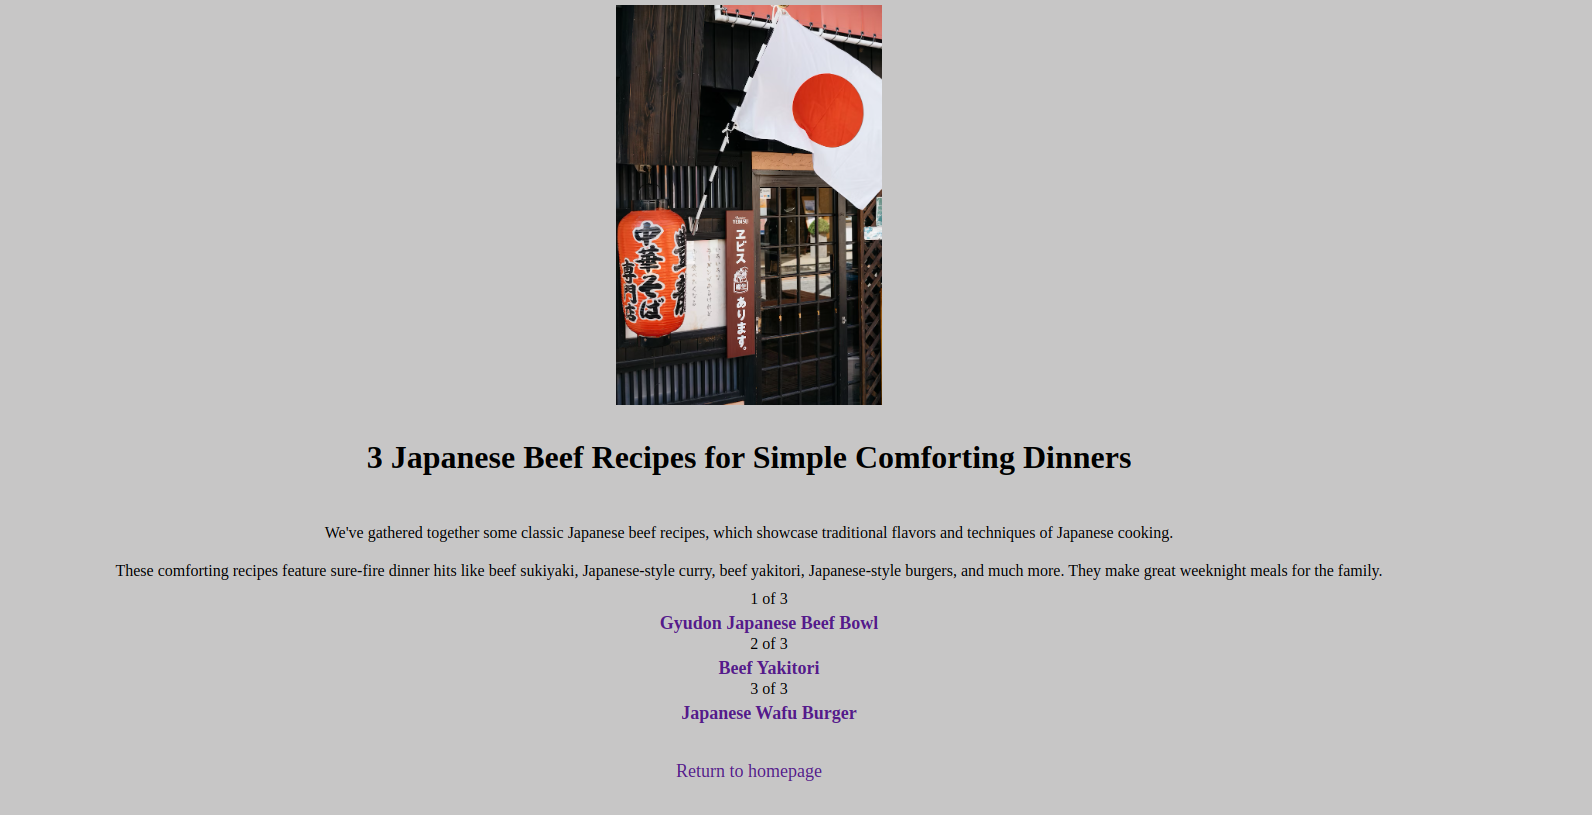 中華そば
専門店
ヱビス
あります。
3 Japanese Beef Recipes for Simple Comforting Dinners
We've gathered together some classic Japanese beef recipes, which showcase traditional flavors and techniques of Japanese cooking.
These comforting recipes feature sure-fire dinner hits like beef sukiyaki, Japanese-style curry, beef yakitori, Japanese-style burgers, and much more. They make great weeknight meals for the family.
1 of 3
Gyudon Japanese Beef Bowl
2 of 3
Beef Yakitori
3 of 3
Japanese Wafu Burger
Return to homepage